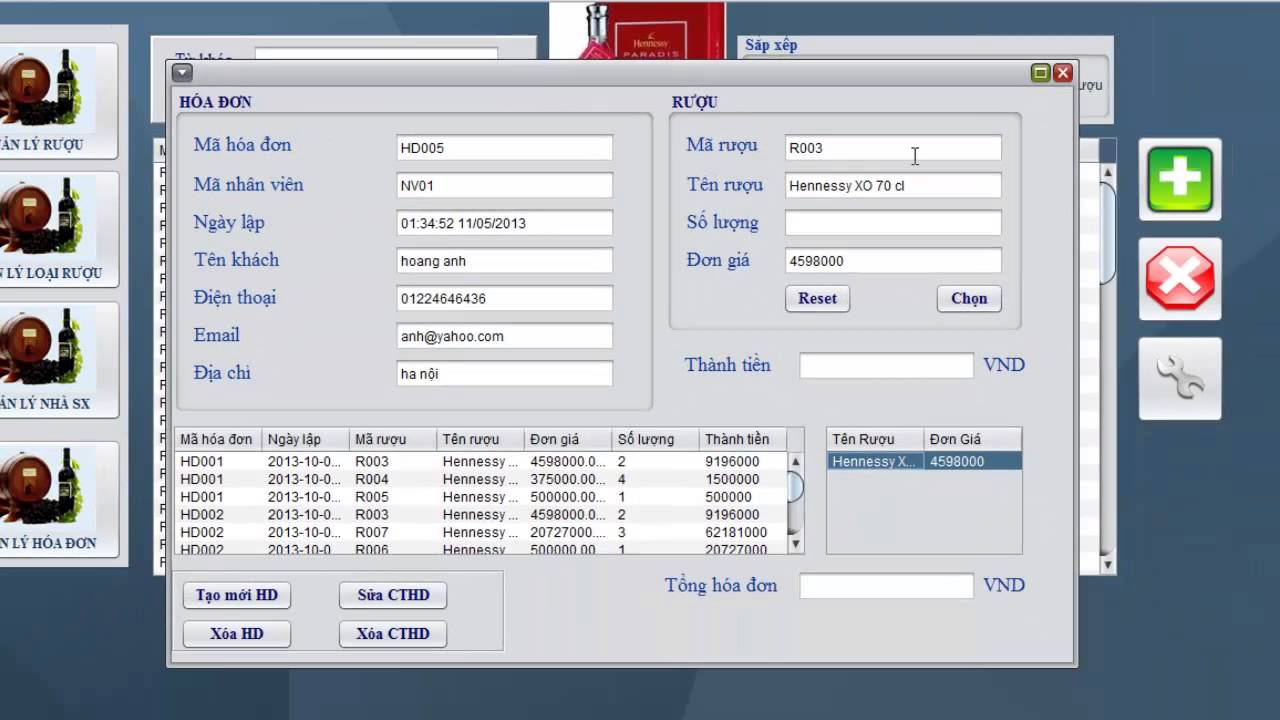 Hennessy
PARADIS
Sắp xếp
Từ khóa
HÓA ĐƠN
RƯỢU
Mã hóa đơn
HD005
Mã rượu
R003
Mã nhân viên
NV01
Tên rượu
Hennessy XO 70 cl
Ngày lập
01:34:52 11/05/2013
Số lượng
Tên khách
hoang anh
Đơn giá
4598000
Điện thoại
01224646436
Reset
Chọn
Email
anh@yahoo.com
Thành tiền
VND
Địa chỉ
ha nội
Mã hóa đơn Ngày lập Mã rượu Tên rượu Đơn giá Số lượng Thành tiền
HD001 2013-10-0... R003 Hennessy ... 4598000.0... 2 9196000
HD001 2013-10-0... R004 Hennessy ... 375000.00... 4 1500000
HD001 2013-10-0... R005 Hennessy ... 500000.00... 1 500000
HD002 2013-10-0... R003 Hennessy ... 4598000.0... 2 9196000
HD002 2013-10-0... R007 Hennessy ... 20727000.... 3 62181000
HD002 2013-10-0 R006 Hennessy 500000 00 1 20727000
Tên Rượu Đơn Giá
Hennessy X... 4598000
Tổng hóa đơn
VND
Tạo mới HD
Sửa CTHD
Xóa HD
Xóa CTHD
ẢN LÝ RƯỢU
N LÝ LOẠI RƯỢU
ẢN LÝ NHÀ SX
N LÝ HÓA ĐƠN